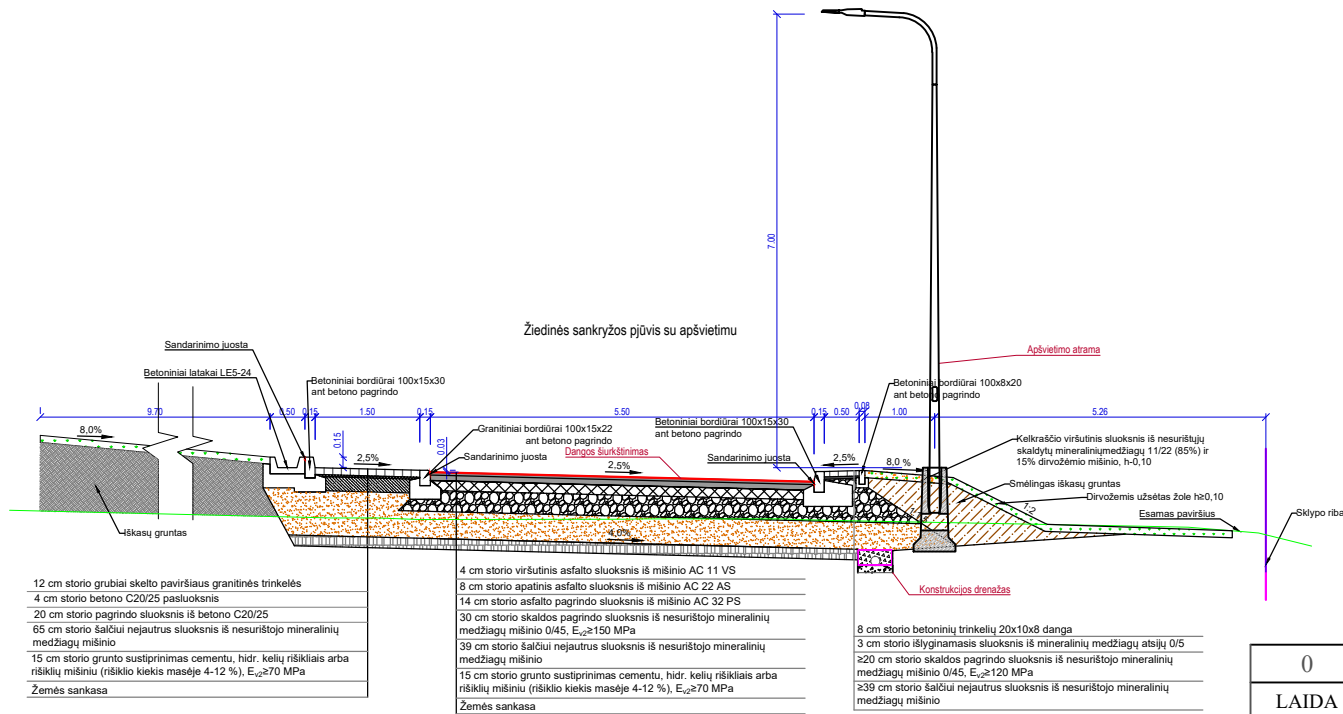 7.00
Žiedinės sankryžos pjūvis su apšvietimu
Sandarinimo juosta
Betoniniai latakai LE5-24
Betoniniai bordiūrai 100x15x30
ant betono pagrindo
Granitiniai bordiūrai 100x15x22
ant betono pagrindo
Sandarinimo juosta
Dangos šiurkštinimas
Betoniniai bordiūrai 100x15x30
ant betono pagrindo
Sandarinimo juosta
Betoniniai bordiūrai 100x8x20
ant betono pagrindo
Apšvietimo atrama
9.70
0.50
0.15
1.50
0.15
5.50
0.15
0.50
0.08
1.00
5.26
0.15
0.03
8,0%
2,5%
2,5%
2,5%
8,0 %
4,0%
1:2
Kelkraščio viršutinis sluoksnis iš nesurištųjų
skaldytų mineraliniųmedžiagų 11/22 (85%) ir
15% dirvožėmio mišinio, h-0,10
Smėlingas iškasų gruntas
Dirvožemis užsėtas žole h≥0,10
Esamas paviršius
Sklypo riba
Iškasų gruntas
Konstrukcijos drenažas
12 cm storio grubiai skelto paviršiaus granitinės trinkelės
4 cm storio betono C20/25 pasluoksnis
20 cm storio pagrindo sluoksnis iš betono C20/25
65 cm storio šalčiui nejautrus sluoksnis iš nesurištojo mineralinių
medžiagų mišinio
15 cm storio grunto sustiprinimas cementu, hidr. kelių rišikliais arba
rišiklių mišiniu (rišiklio kiekis masėje 4-12 %), Ev2≥70 MPa
Žemės sankasa
4 cm storio viršutinis asfalto sluoksnis iš mišinio AC 11 VS
8 cm storio apatinis asfalto sluoksnis iš mišinio AC 22 AS
14 cm storio asfalto pagrindo sluoksnis iš mišinio AC 32 PS
30 cm storio skaldos pagrindo sluoksnis iš nesurištojo mineralinių
medžiagų mišinio 0/45, Ev2≥150 MPa
39 cm storio šalčiui nejautrus sluoksnis iš nesurištojo mineralinių
medžiagų mišinio
15 cm storio grunto sustiprinimas cementu, hidr. kelių rišikliais arba
rišiklių mišiniu (rišiklio kiekis masėje 4-12 %), Ev2≥70 MPa
Žemės sankasa
8 cm storio betoninių trinkelių 20x10x8 danga
3 cm storio išlyginamasis sluoksnis iš mineralinių medžiagų atsijų 0/5
≥20 cm storio skaldos pagrindo sluoksnis iš nesurištojo mineralinių
medžiagų mišinio 0/45, Ev2≥120 MPa
≥39 cm storio šalčiui nejautrus sluoksnis iš nesurištojo mineralinių
medžiagų mišinio
0
LAIDA